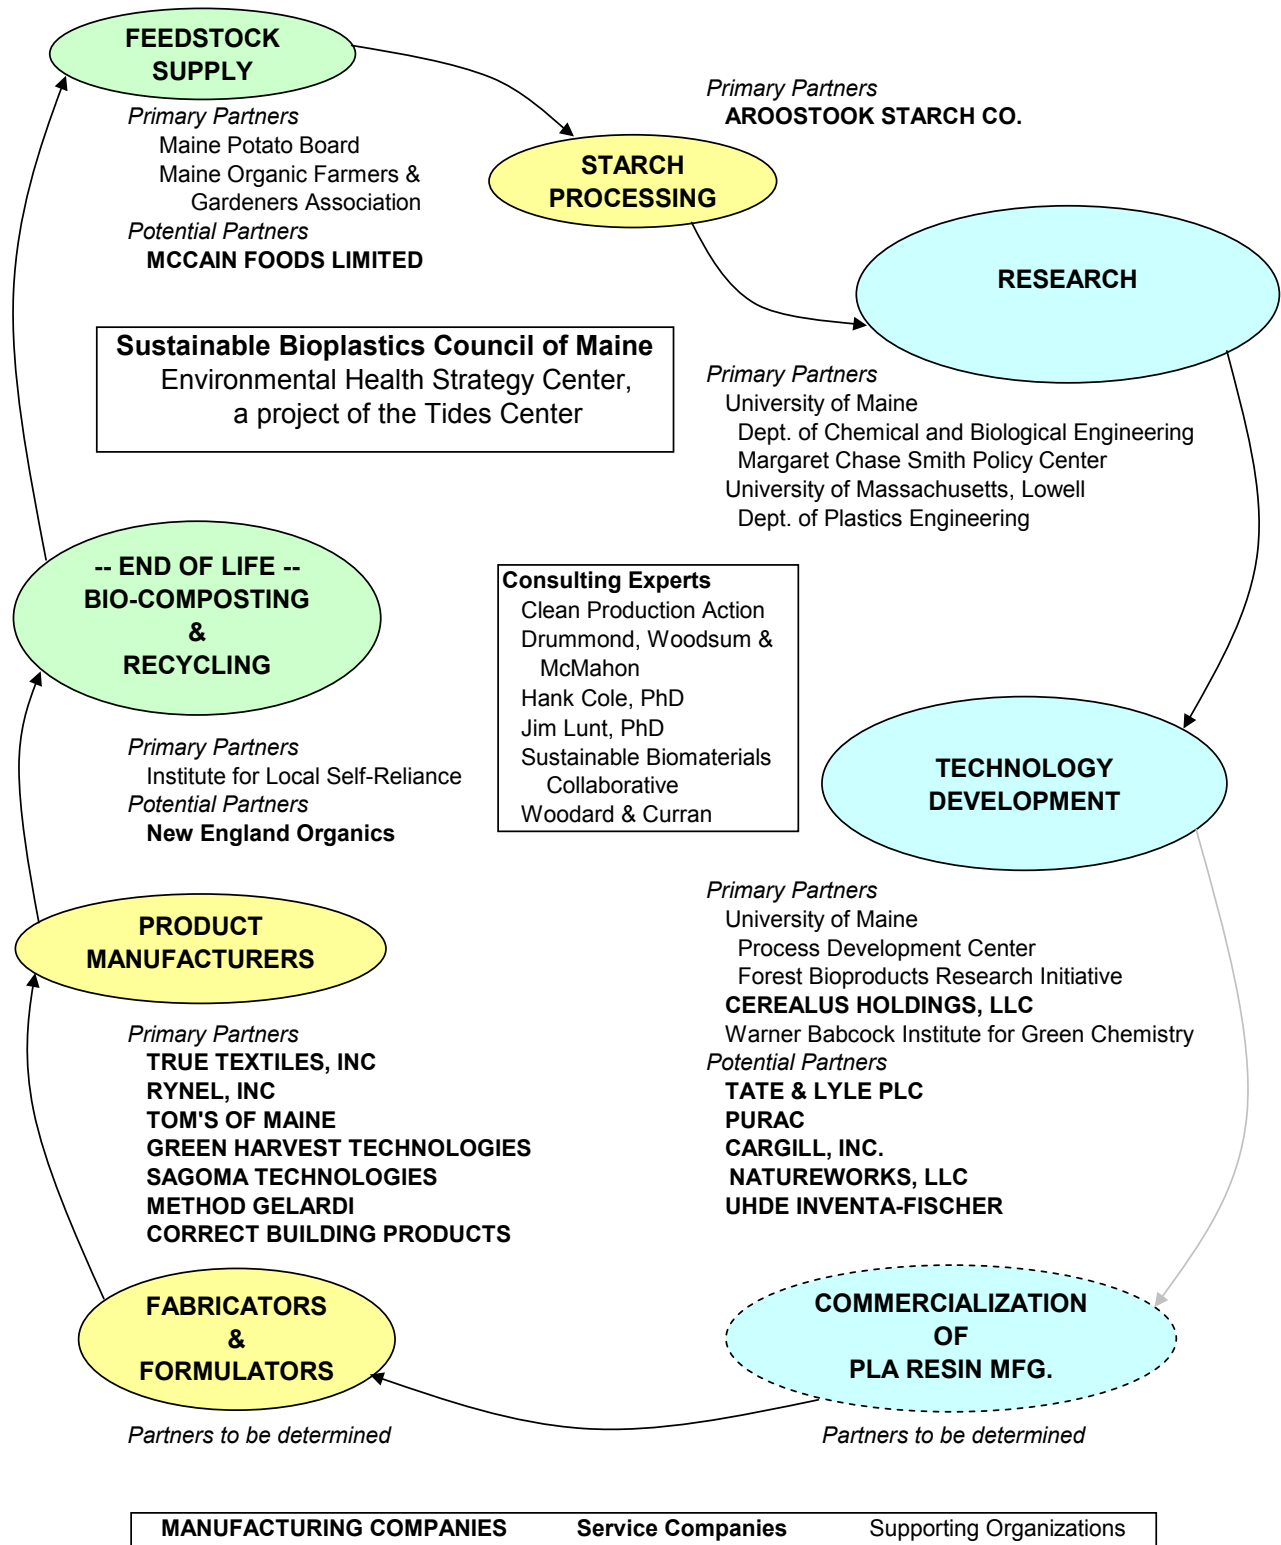 FEEDSTOCK
SUPPLY
Primary Partners
Maine Potato Board
Maine Organic Farmers &
Gardeners Association
Potential Partners
MCCAIN FOODS LIMITED
Primary Partners
AROOSTOOK STARCH CO.
STARCH
PROCESSING
RESEARCH
Sustainable Bioplastics Council of Maine
Environmental Health Strategy Center,
a project of the Tides Center
Primary Partners
University of Maine
Dept. of Chemical and Biological Engineering
Margaret Chase Smith Policy Center
University of Massachusetts, Lowell
Dept. of Plastics Engineering
-- END OF LIFE --
BIO-COMPOSTING
&
RECYCLING
Primary Partners
Institute for Local Self-Reliance
Potential Partners
New England Organics
Consulting Experts
Clean Production Action
Drummond, Woodsum &
McMahon
Hank Cole, PhD
Jim Lunt, PhD
Sustainable Biomaterials
Collaborative
Woodard & Curran
TECHNOLOGY
DEVELOPMENT
Primary Partners
University of Maine
Process Development Center
Forest Bioproducts Research Initiative
CEREALUS HOLDINGS, LLC
Warner Babcock Institute for Green Chemistry
Potential Partners
TATE & LYLE PLC
PURAC
CARGILL, INC.
NATUREWORKS, LLC
UHDE INVENTA-FISCHER
PRODUCT
MANUFACTURERS
Primary Partners
TRUE TEXTILES, INC
RYNEL, INC
TOM'S OF MAINE
GREEN HARVEST TECHNOLOGIES
SAGOMA TECHNOLOGIES
METHOD GELARDI
CORRECT BUILDING PRODUCTS
FABRICATORS
&
FORMULATORS
Partners to be determined
COMMERCIALIZATION
OF
PLA RESIN MFG.
Partners to be determined
MANUFACTURING COMPANIES Service Companies Supporting Organizations